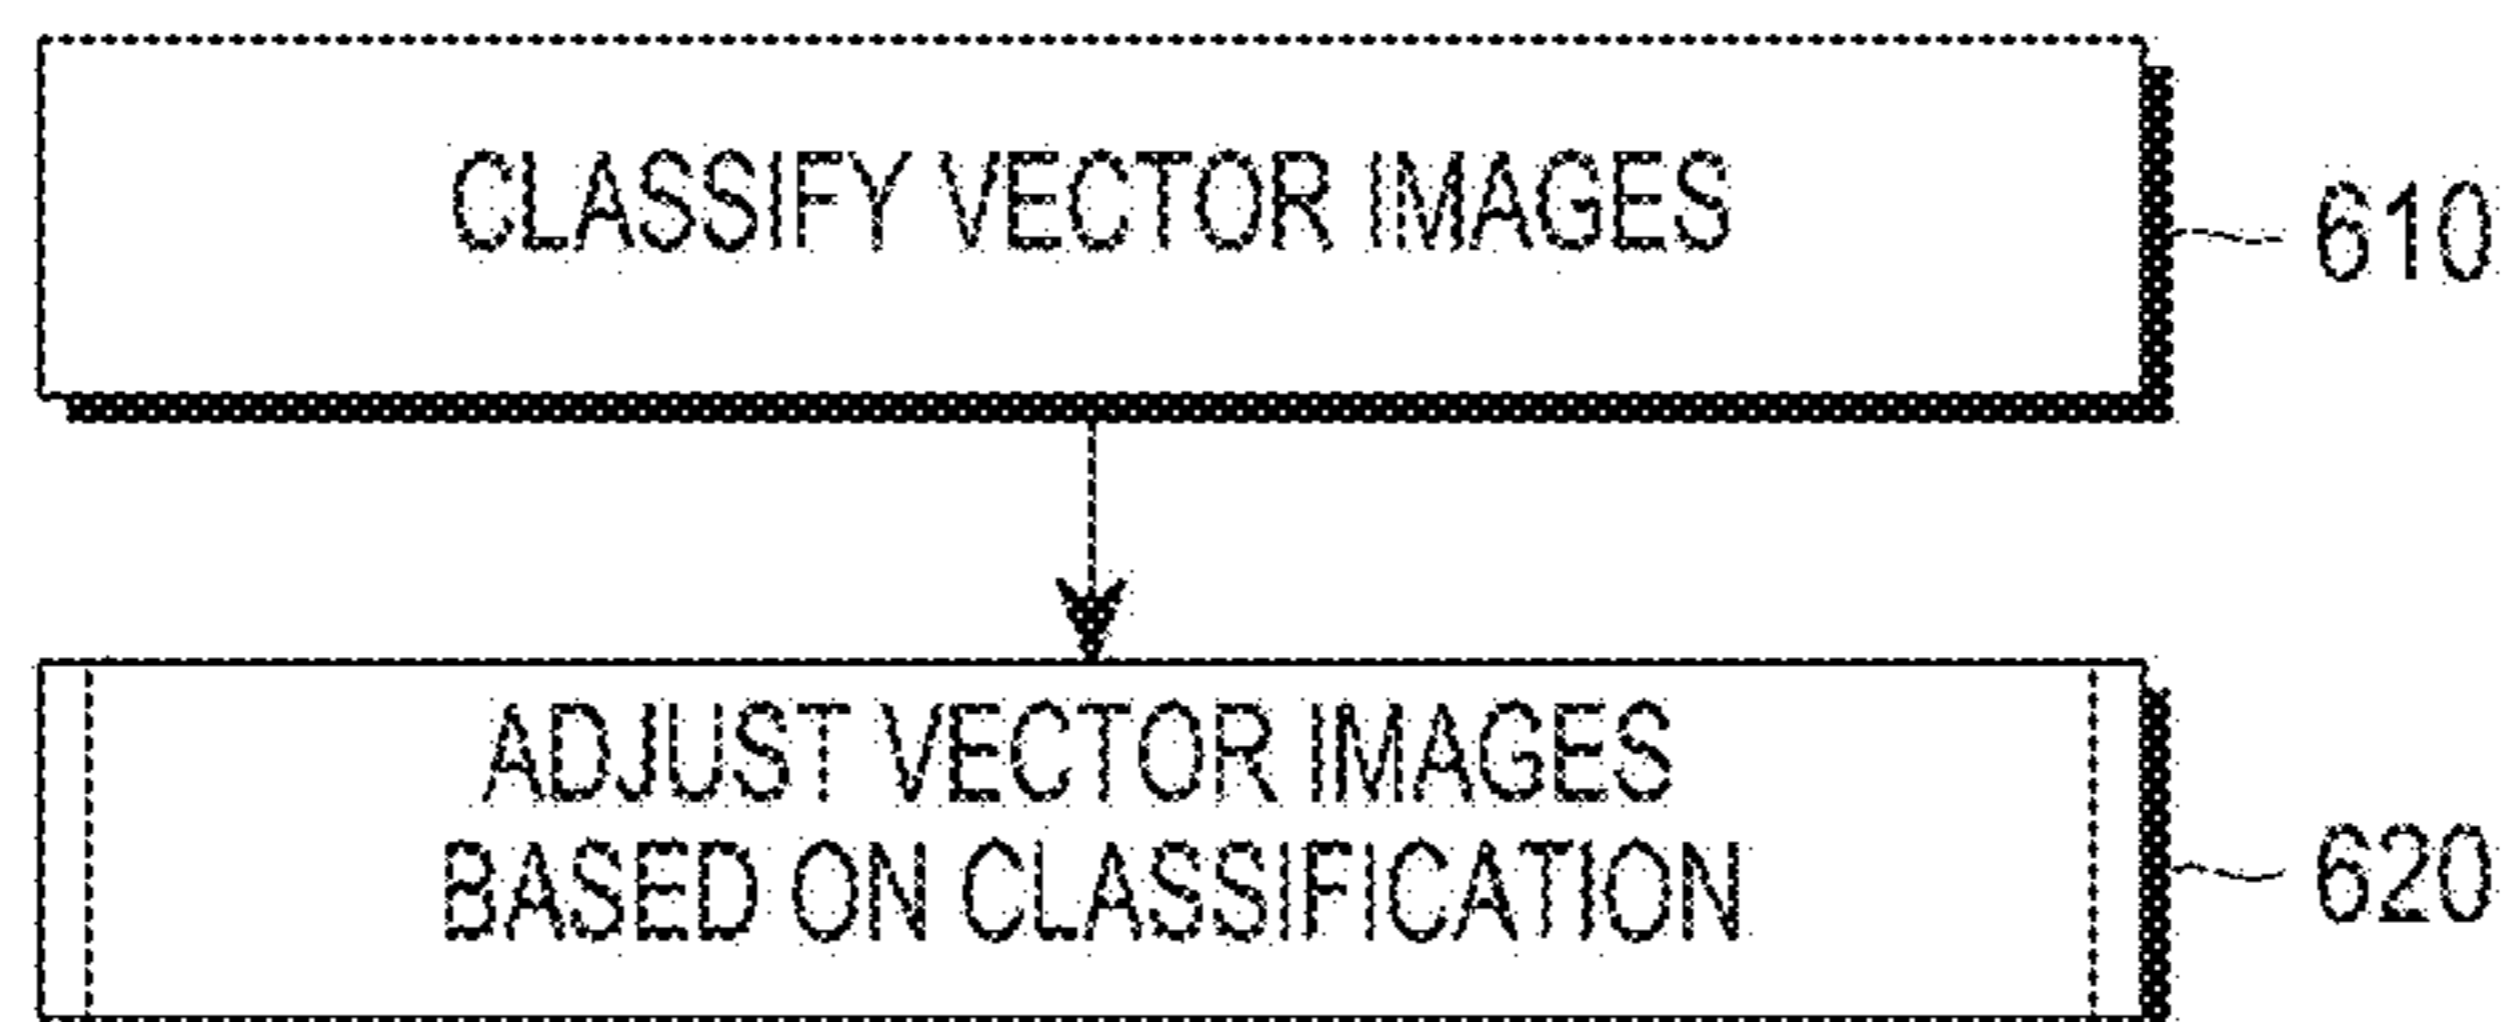 CLASSIFY VECTOR IMAGES
610
ADJUST VECTOR IMAGES
BASED ON CLASSIFICATION
620